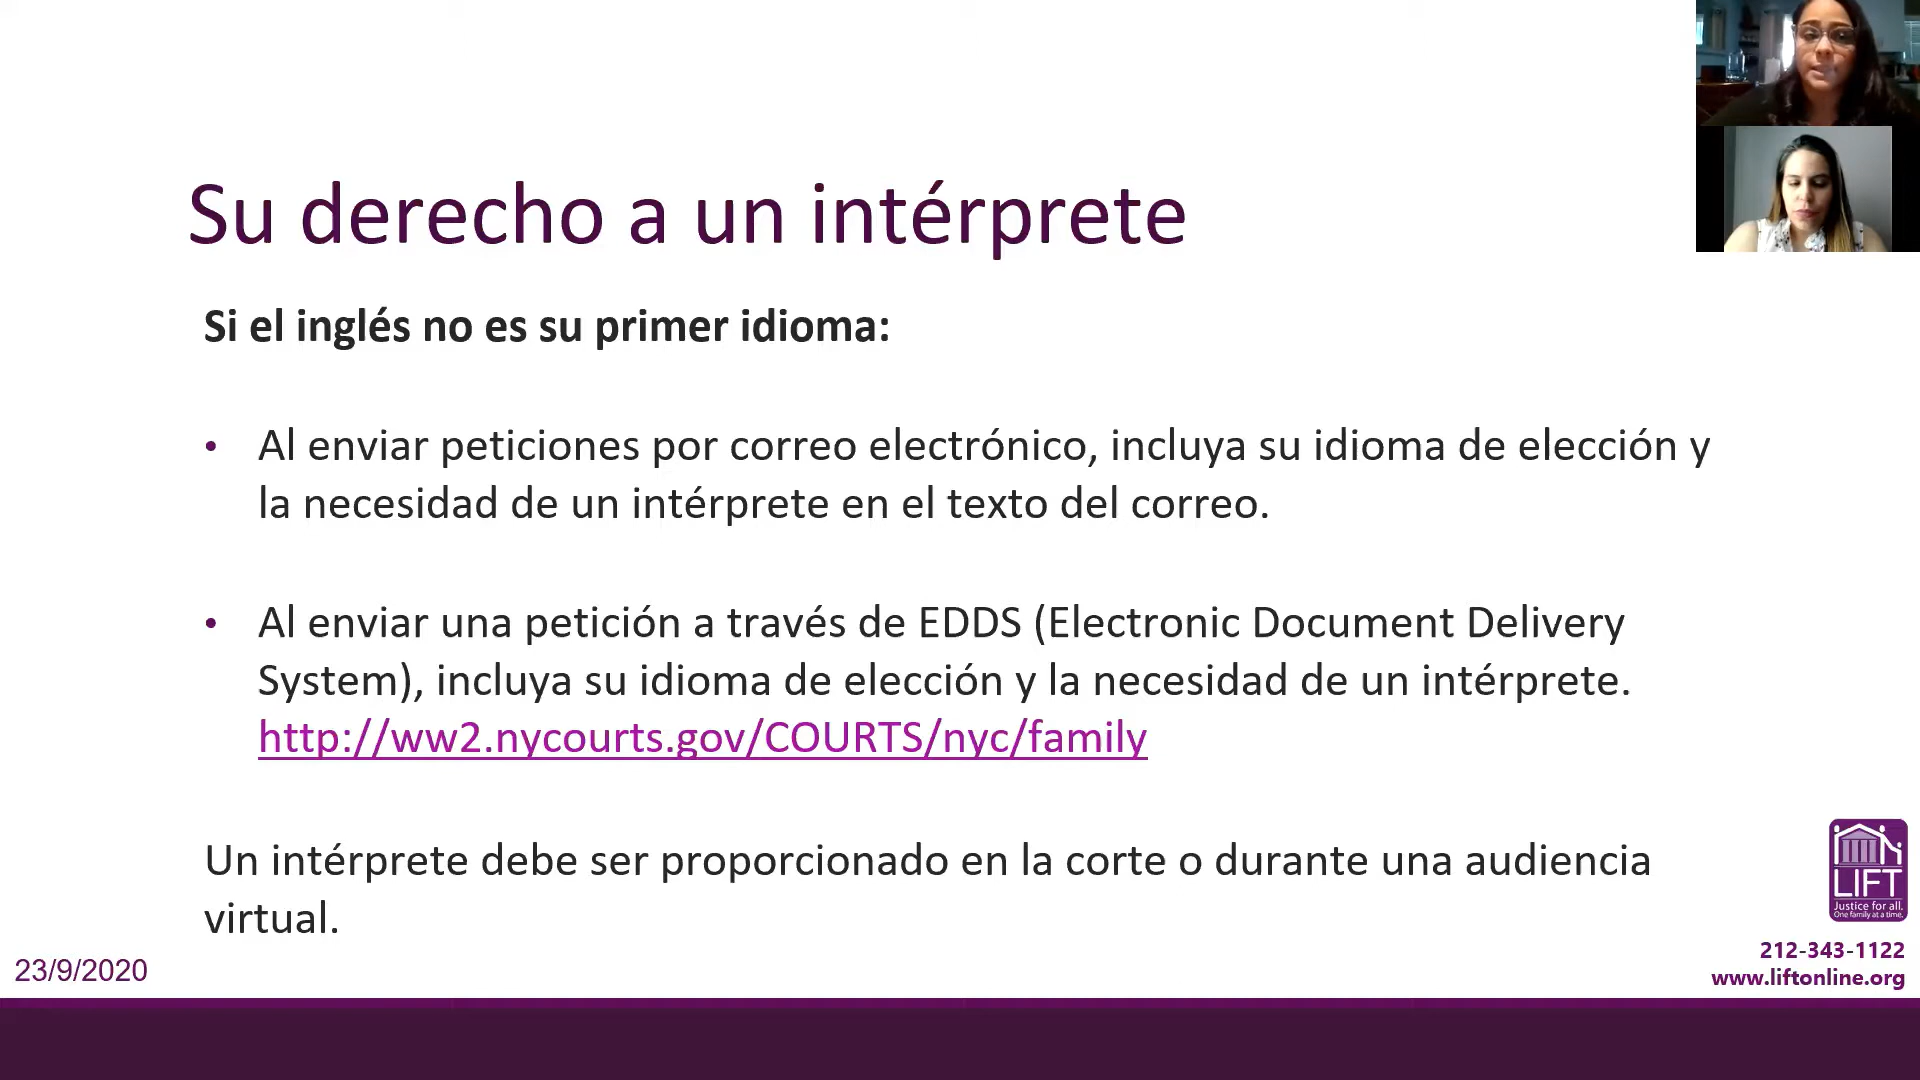 Su derecho a un intérprete
Si el inglés no es su primer idioma:
• Al enviar peticiones por correo electrónico, incluya su idioma de elección y
la necesidad de un intérprete en el texto del correo.
• Al enviar una petición a través de EDDS (Electronic Document Delivery
System), incluya su idioma de elección y la necesidad de un intérprete.
http://ww2.nycourts.gov/COURTS/nyc/family
Un intérprete debe ser proporcionado en la corte o durante una audiencia
virtual.
LIFT
Justice for all.
One family at a time.
212-343-1122
www.liftonline.org
23/9/2020